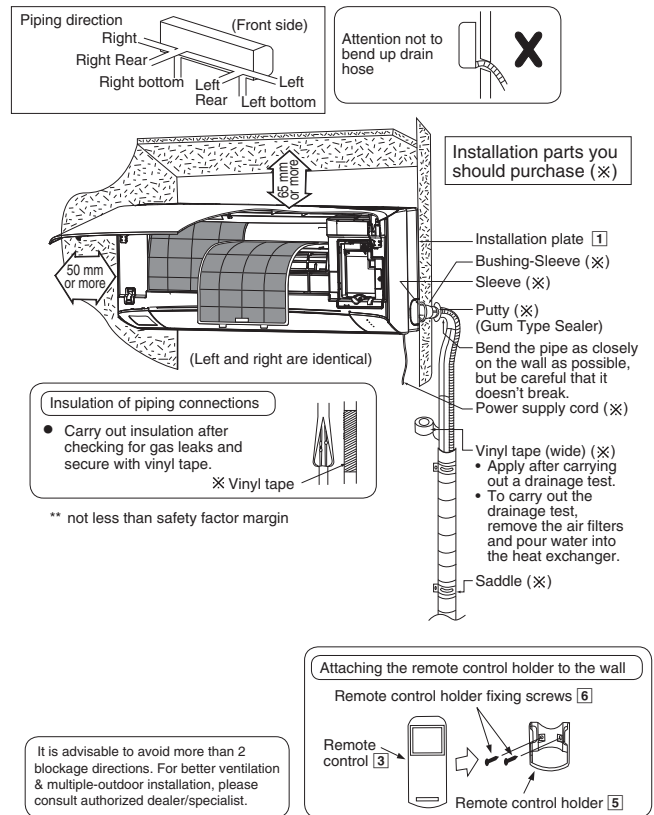 Piping direction
(Front side)
Right
Right Rear
Right bottom
Left
Rear
Left
Left bottom
Attention not to
bend up drain
hose
Installation parts you
should purchase (※)
65 mm
or more
50 mm
or more
(Left and right are identical)
Installation plate 1
Bushing-Sleeve (※)
Sleeve (※)
Putty (※)
(Gum Type Sealer)
Bend the pipe as closely
on the wall as possible,
but be careful that it
doesn't break.
Power supply cord (※)
Vinyl tape (wide) (※)
• Apply after carrying
out a drainage test.
• To carry out the
drainage test,
remove the air filters
and pour water into
the heat exchanger.
Saddle (※)
Insulation of piping connections
● Carry out insulation after
checking for gas leaks and
secure with vinyl tape.
※ Vinyl tape
** not less than safety factor margin
It is advisable to avoid more than 2
blockage directions. For better ventilation
& multiple-outdoor installation, please
consult authorized dealer/specialist.
Attaching the remote control holder to the wall
Remote control holder fixing screws 6
Remote
control 3
Remote control holder 5